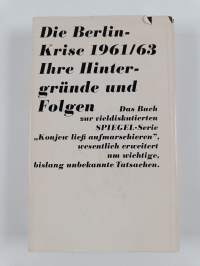 Die Berlin-
Krise 1961/63
Ihre Hinter-
gründe und
Folgen
Das Buch
zur vieldiskutierten
SPIEGEL-Serie
„Konjew ließ aufmarschieren",
wesentlich erweitert
um wichtige,
bislang unbekannte Tatsachen.